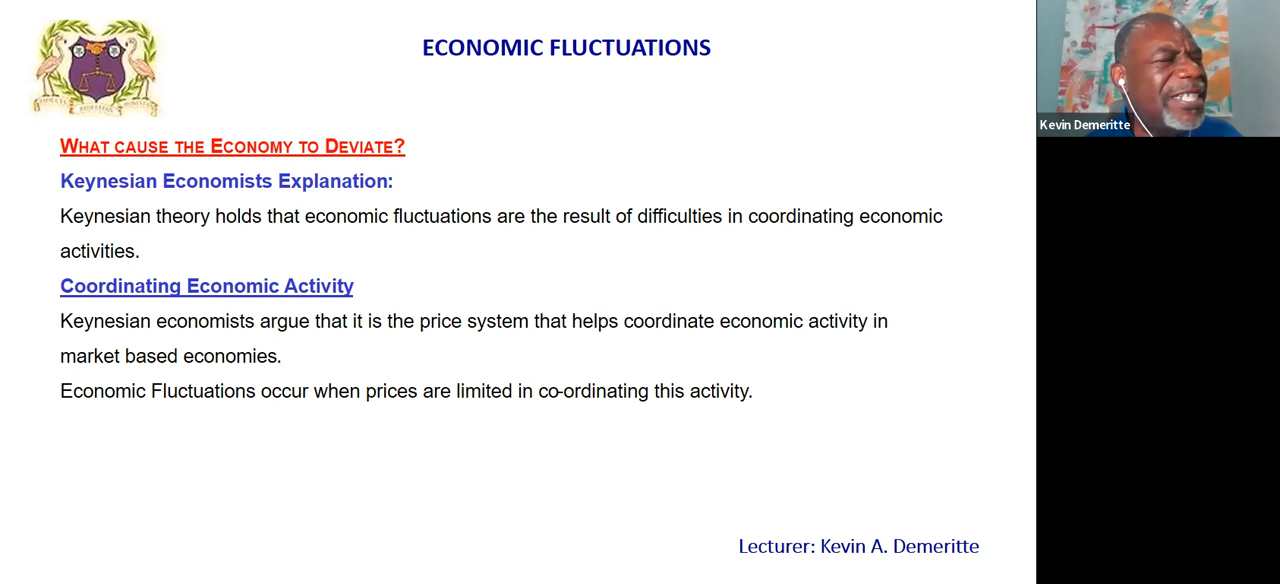 ECONOMIC FLUCTUATIONS
WHAT CAUSE THE ECONOMY TO DEVIATE?
Keynesian Economists Explanation:
Keynesian theory holds that economic fluctuations are the result of difficulties in coordinating economic
activities.
Coordinating Economic Activity
Keynesian economists argue that it is the price system that helps coordinate economic activity in
market based economies.
Economic Fluctuations occur when prices are limited in co-ordinating this activity.
Lecturer: Kevin A. Demeritte
Kevin Demeritte